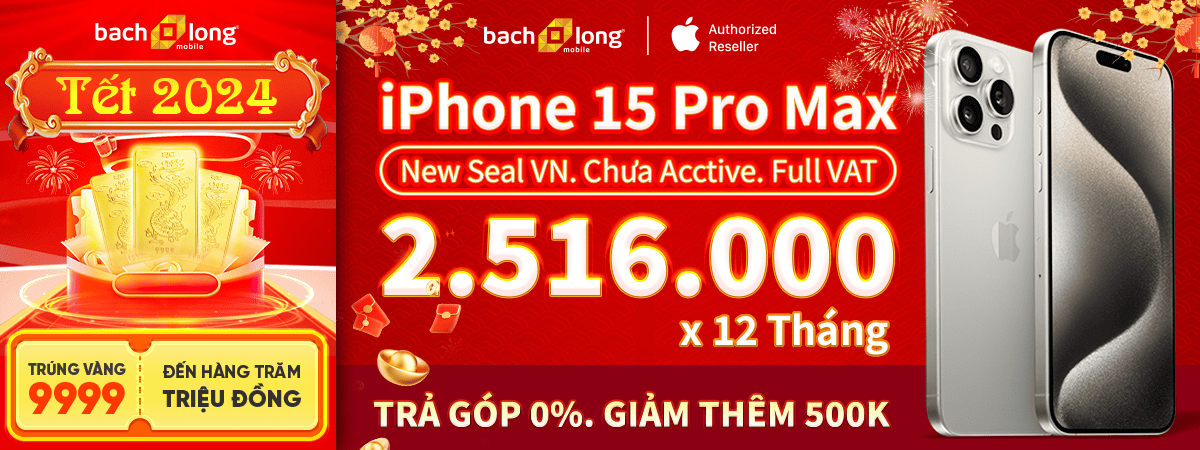 bach long
mobile
Tết 2024
9999
TRÚNG VÀNG
9999
ĐẾN HÀNG TRĂM
TRIỆU ĐỒNG
bach long
mobile
Authorized
Reseller
iPhone 15 Pro Max
New Seal VN. Chưa Acctive. Full VAT
2.516.000
x 12 Tháng
TRẢ GÓP 0%. GIẢM THÊM 500K